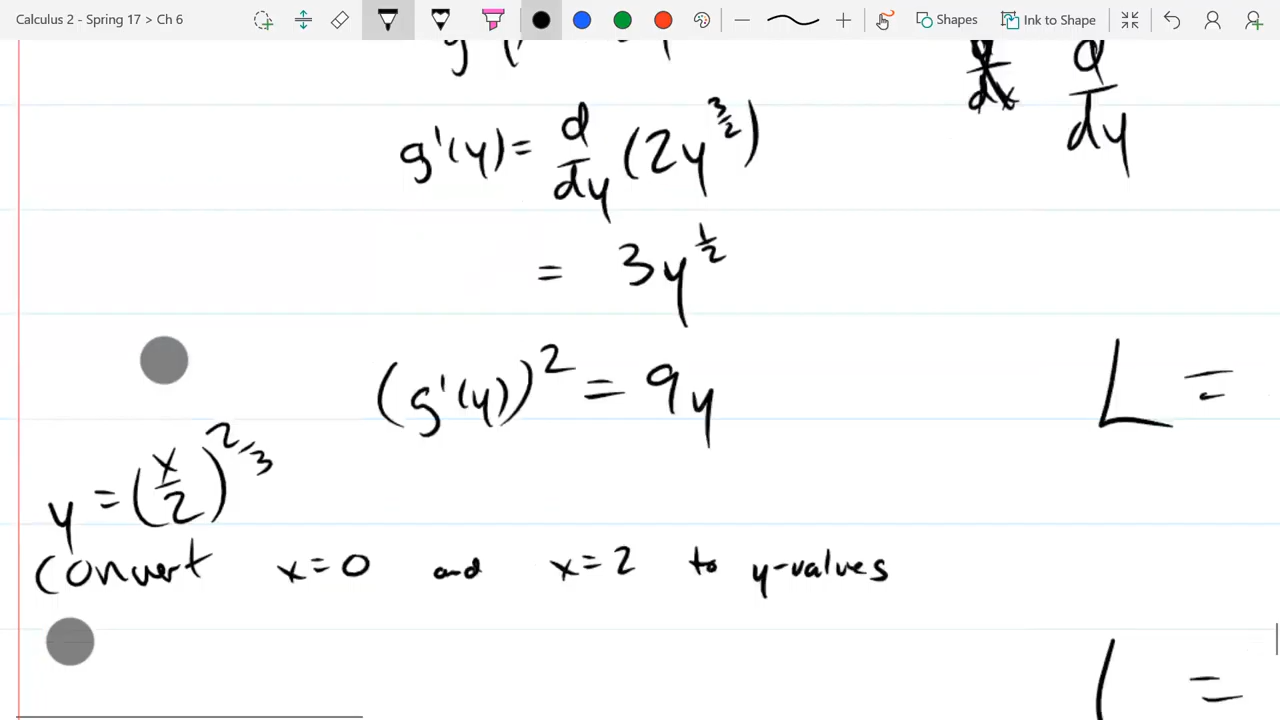 Calculus 2 - Spring 17 > Ch 6
Shapes
Ink to Shape
d/dx d/dy
g'(y) = d/dy (2y^(3/2))
= 3y^(1/2)
(g'(y))^2 = 9y
L =
y = (x/2)^(2/3)
Convert x = 0 and x = 2 to y-values
L =